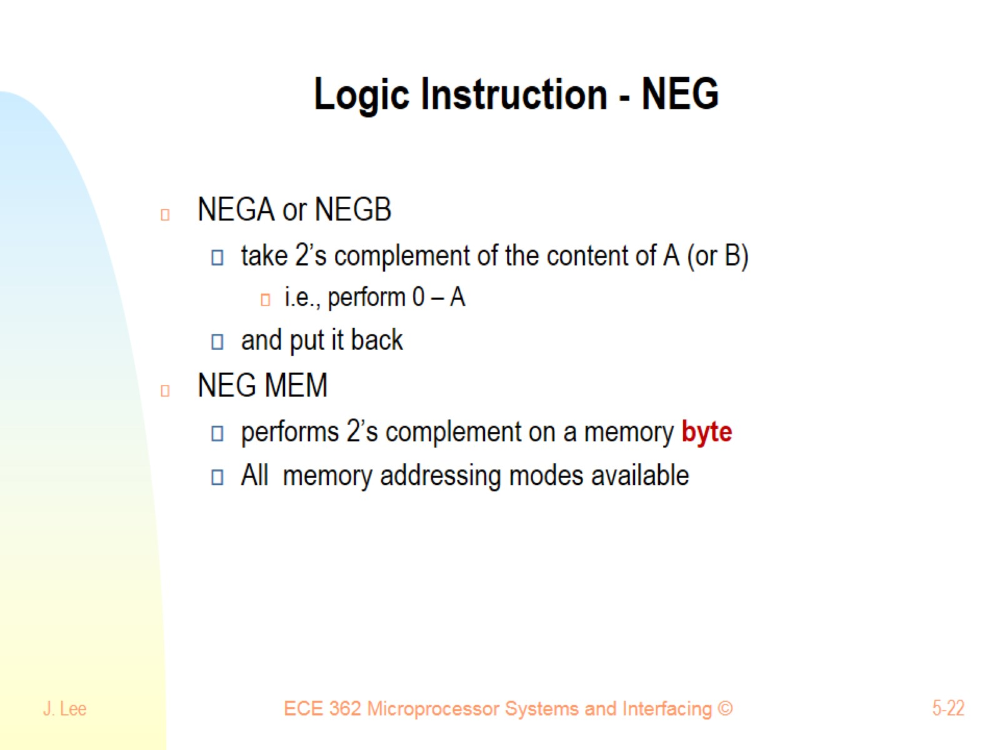 Logic Instruction - NEG
NEGA or NEGB
take 2’s complement of the content of A (or B)
i.e., perform 0 – A
and put it back
NEG MEM
performs 2’s complement on a memory byte
All  memory addressing modes available
J. Lee
ECE 362 Microprocessor Systems and Interfacing ©
5-22